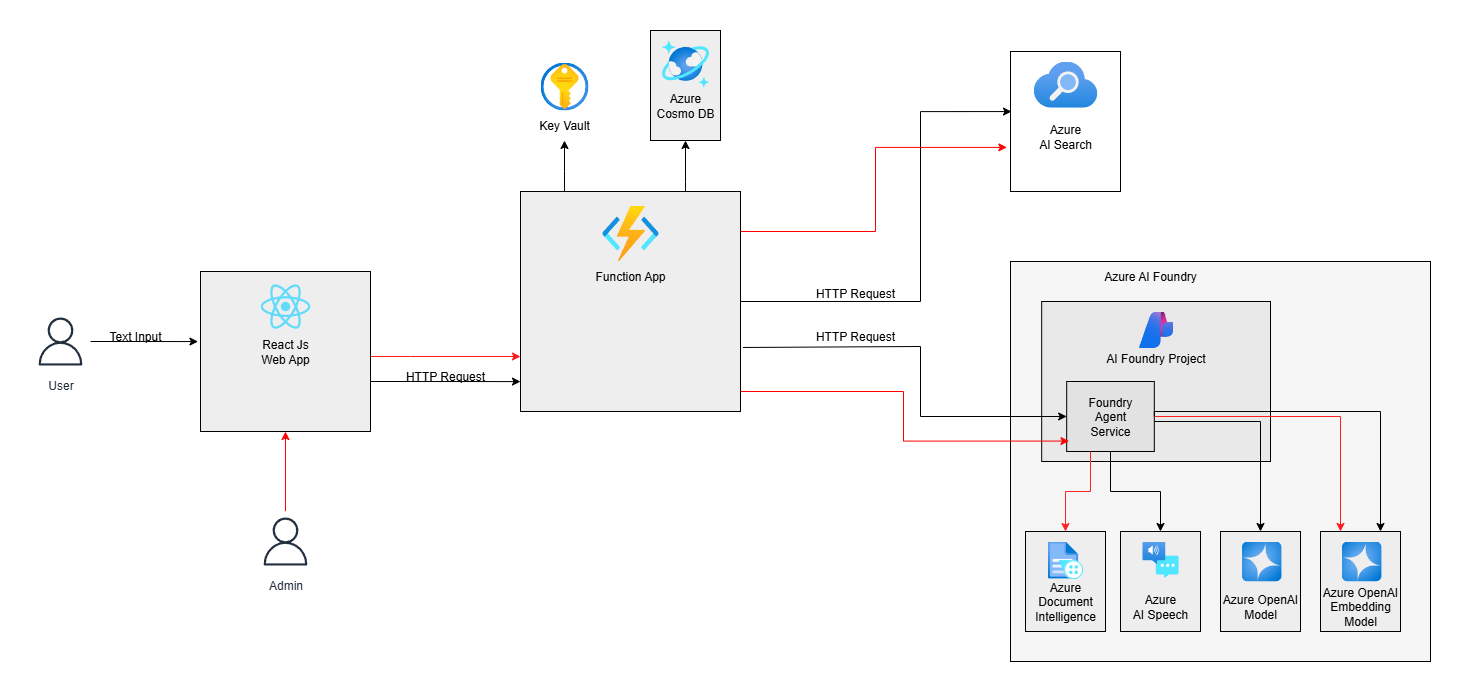 Key Vault
Azure
Cosmo DB
Azure
AI Search
Function App
HTTP Request
HTTP Request
Text Input
User
React Js
Web App
HTTP Request
Admin
Azure AI Foundry
AI Foundry Project
Foundry
Agent
Service
Azure
Document
Intelligence
Azure
AI Speech
Azure OpenAI
Model
Azure OpenAI
Embedding
Model